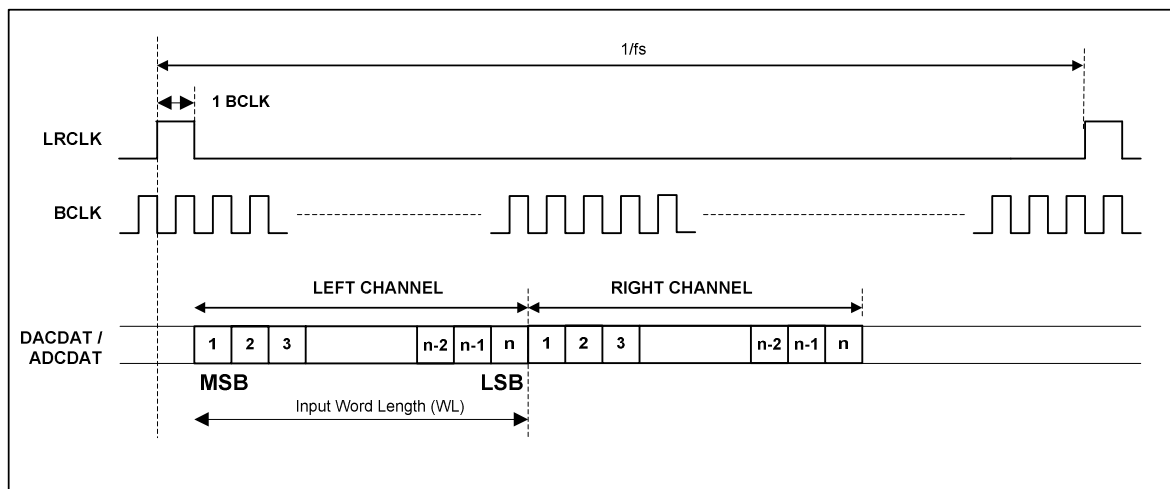 1/fs
1 BCLK
LRCLK
BCLK
LEFT CHANNEL RIGHT CHANNEL
DACDAT /
ADCDAT
1 2 3 n-2 n-1 n 1 2 3 n-2 n-1 n
MSB LSB
Input Word Length (WL)